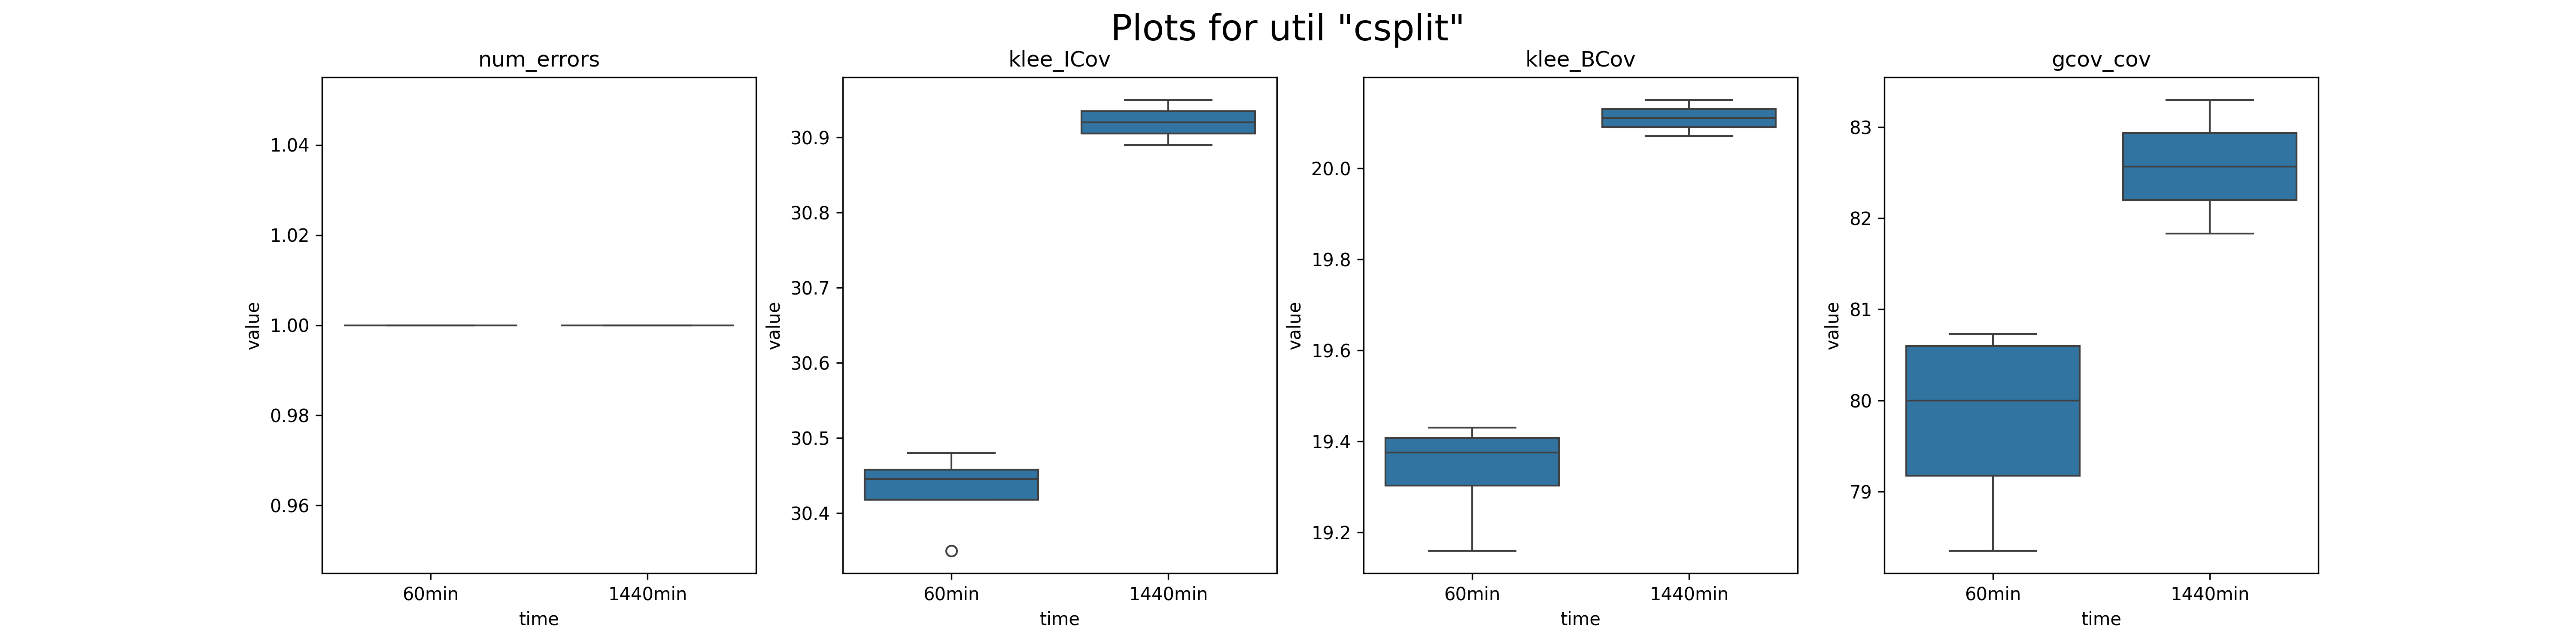 Plots for util "csplit"
num_errors
value
1.04
1.02
1.00
0.98
0.96
60min 1440min
time
klee_ICov
value
30.9
30.8
30.7
30.6
30.5
30.4
60min 1440min
time
klee_BCov
value
20.0
19.8
19.6
19.4
19.2
60min 1440min
time
gcov_cov
value
83
82
81
80
79
60min 1440min
time